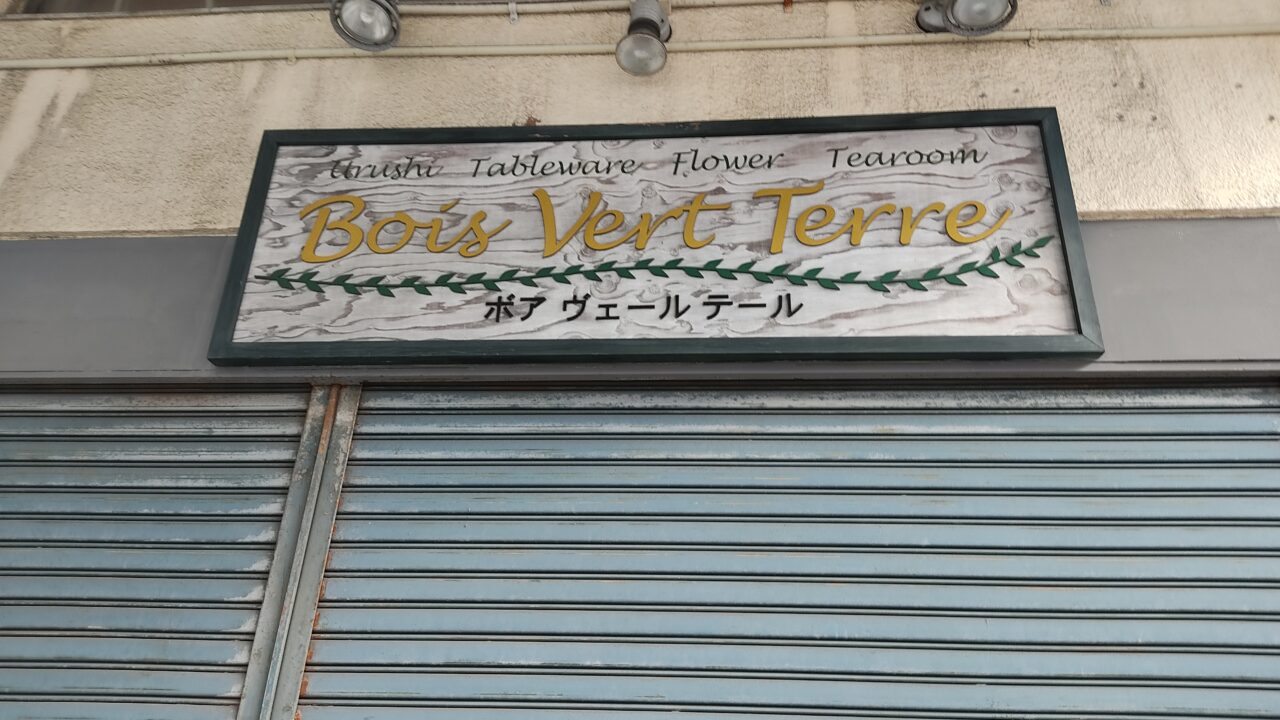 Urushi Tableware Flower Tearoom
Bois Vert Terre
ボア ヴェール テール